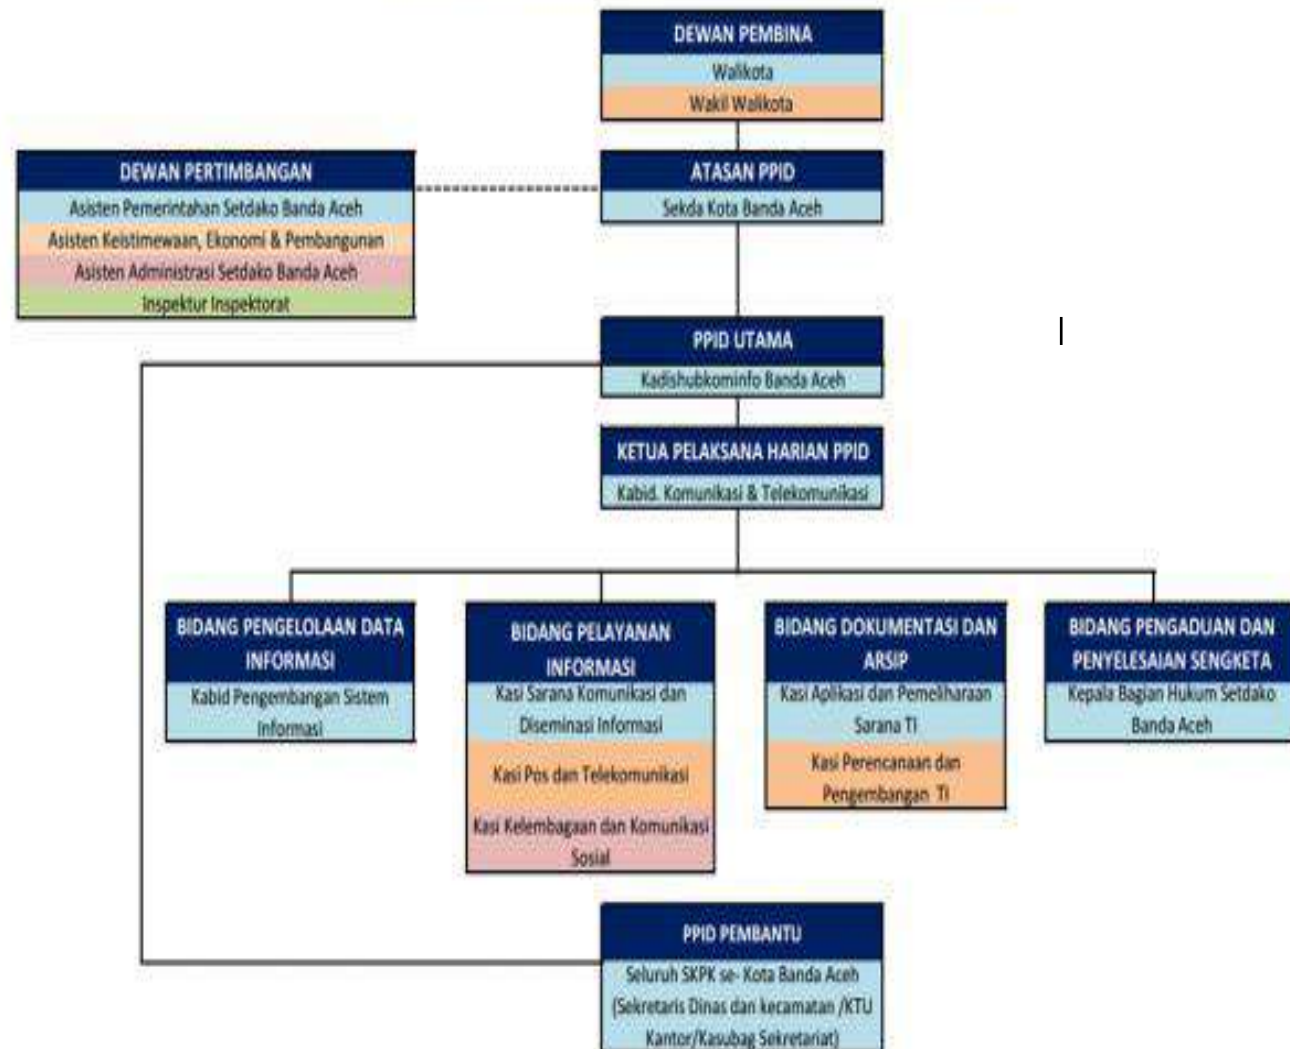 DEWAN PEMBINA
Walikota
Wakil Walikota
DEWAN PERTIMBANGAN
Asisten Pemerintahan Setdako Banda Aceh
Asisten Keistimewaan, Ekonomi & Pembangunan
Asisten Administrasi Setdako Banda Aceh
Inspektur Inspektorat
ATASAN PPID
Sekda Kota Banda Aceh
PPID UTAMA
Kadishubkominfo Banda Aceh
KETUA PELAKSANA HARIAN PPID
Kabid. Komunikasi & Telekomunikasi
BIDANG PENGELOLAAN DATA
INFORMASI
Kabid Pengembangan Sistem
Informasi
BIDANG PELAYANAN
INFORMASI
Kasi Sarana Komunikasi dan
Diseminasi Informasi
Kasi Pos dan Telekomunikasi
Kasi Kelembagaan dan Komunikasi
Sosial
BIDANG DOKUMENTASI DAN
ARSIP
Kasi Aplikasi dan Pemeliharaan
Sarana TI
Kasi Perencanaan dan
Pengembangan TI
BIDANG PENGADUAN DAN
PENYELESAIAN SENGKETA
Kepala Bagian Hukum Setdako
Banda Aceh
PPID PEMBANTU
Seluruh SKPK se- Kota Banda Aceh
(Sekretaris Dinas dan kecamatan /KTU
Kantor/Kasubag Sekretariat)